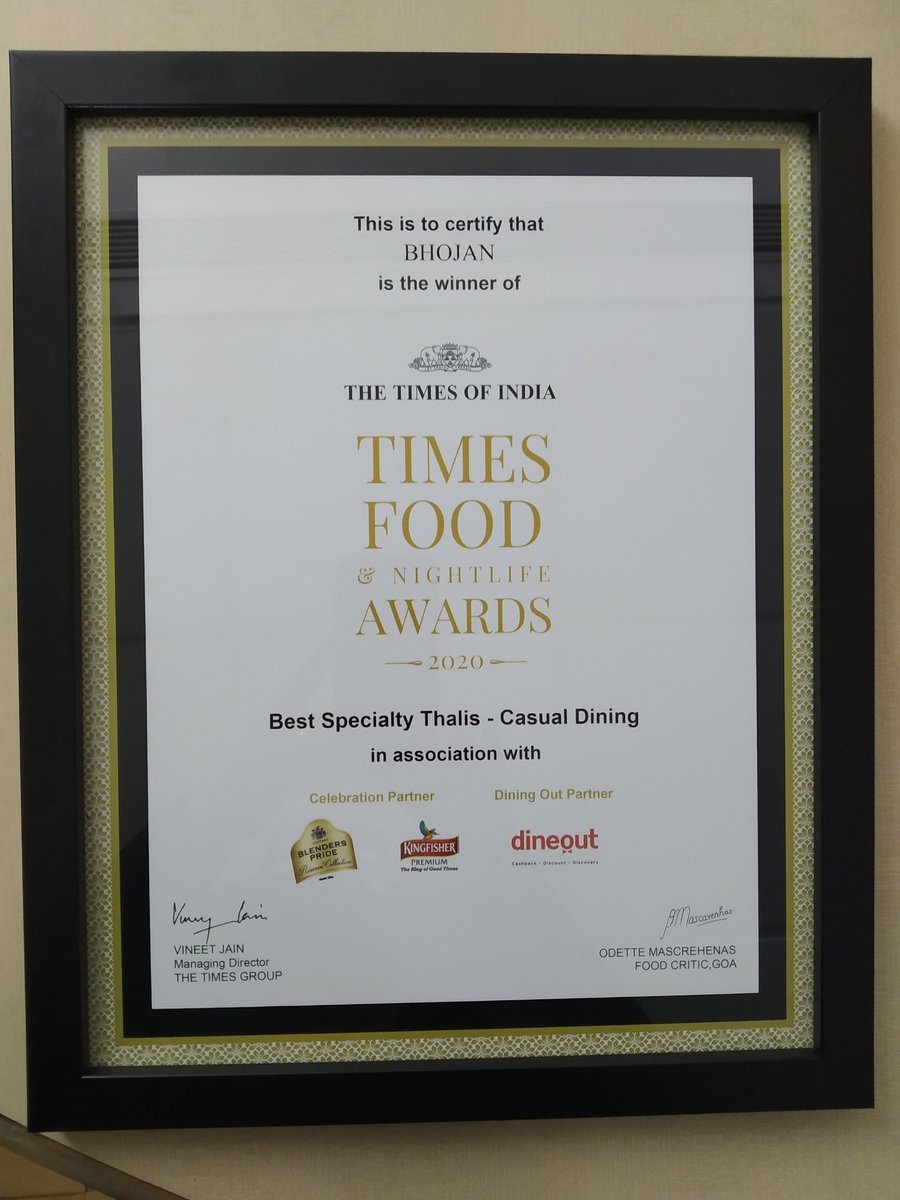 This is to certify that
BHOJAN
is the winner of
THE TIMES OF INDIA
TIMES
FOOD
& NIGHTLIFE
AWARDS
2020
Best Specialty Thalis - Casual Dining
in association with
Celebration Partner
Dining Out Partner
BLENDERS
PRIDE
Reserve Collection
KINGFISHER
PREMIUM
The King of Good Times
dineout
Cashback • Discount • Discovery
VINEET JAIN
Managing Director
THE TIMES GROUP
Mascarenhas
ODETTE MASCREHENAS
FOOD CRITIC,GOA